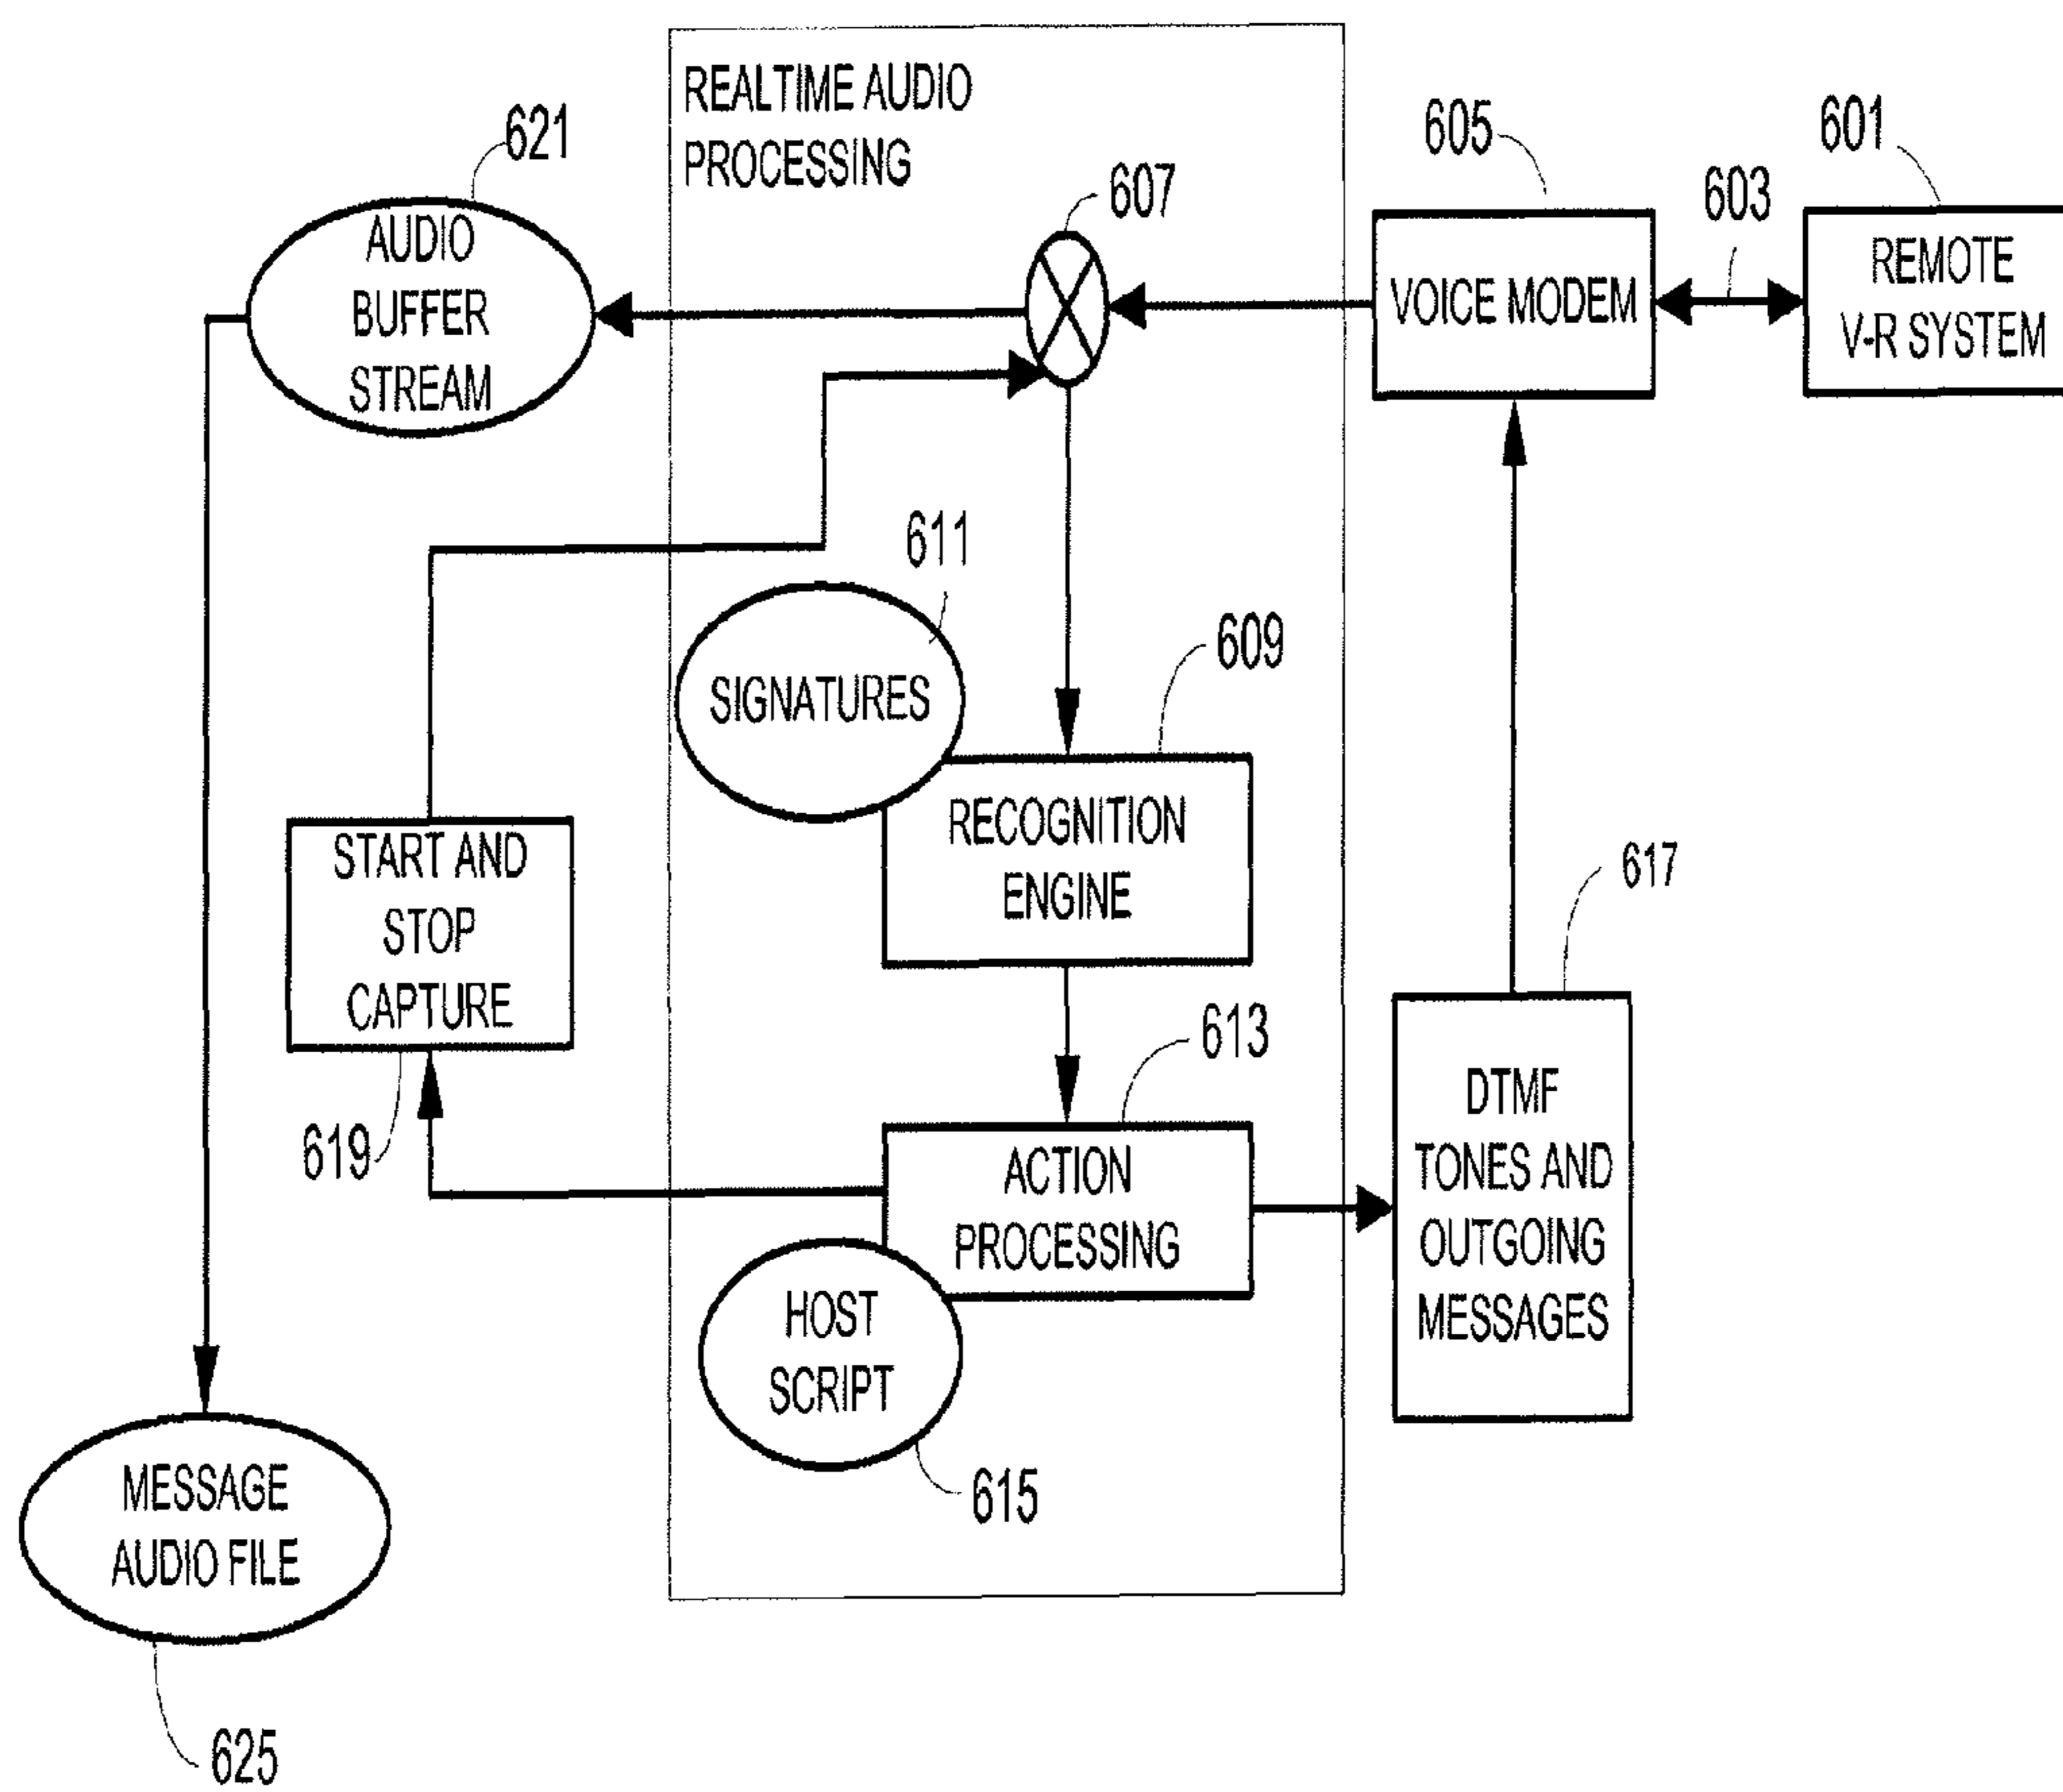 REALTIME AUDIO
PROCESSING
621
605
601
603
607
AUDIO
BUFFER
STREAM
VOICE MODEM
REMOTE
V-R SYSTEM
611
609
SIGNATURES
RECOGNITION
ENGINE
START AND
STOP
CAPTURE
617
619
613
DTMF
TONES AND
OUTGOING
MESSAGES
ACTION
PROCESSING
HOST
SCRIPT
615
MESSAGE
AUDIO FILE
625